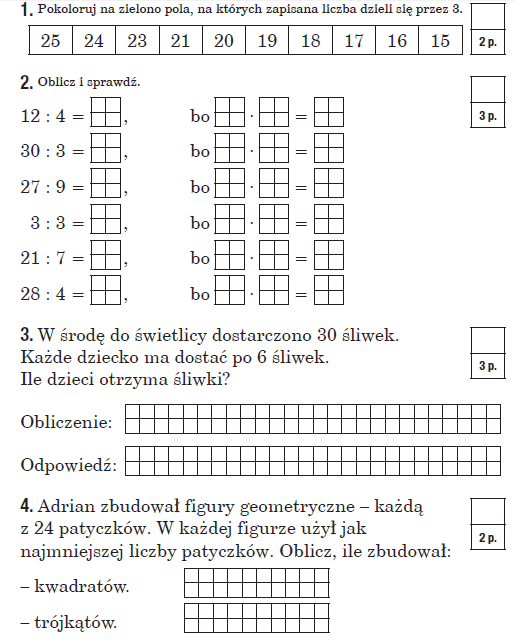 1. Pokoloruj na zielono pola, na których zapisana liczba dzieli się przez 3.
25 24 23 21 20 19 18 17 16 15
2 p.
2. Oblicz i sprawdź.
3 p.
12 : 4 = , bo · =
30 : 3 = , bo · =
27 : 9 = , bo · =
3 : 3 = , bo · =
21 : 7 = , bo · =
28 : 4 = , bo · =
3. W środę do świetlicy dostarczono 30 śliwek.
Każde dziecko ma dostać po 6 śliwek.
3 p.
Ile dzieci otrzyma śliwki?
Obliczenie:
Odpowiedź:
4. Adrian zbudował figury geometryczne – każdą
z 24 patyczków. W każdej figurze użył jak
2 p.
najmniejszej liczby patyczków. Oblicz, ile zbudował:
– kwadratów.
– trójkątów.